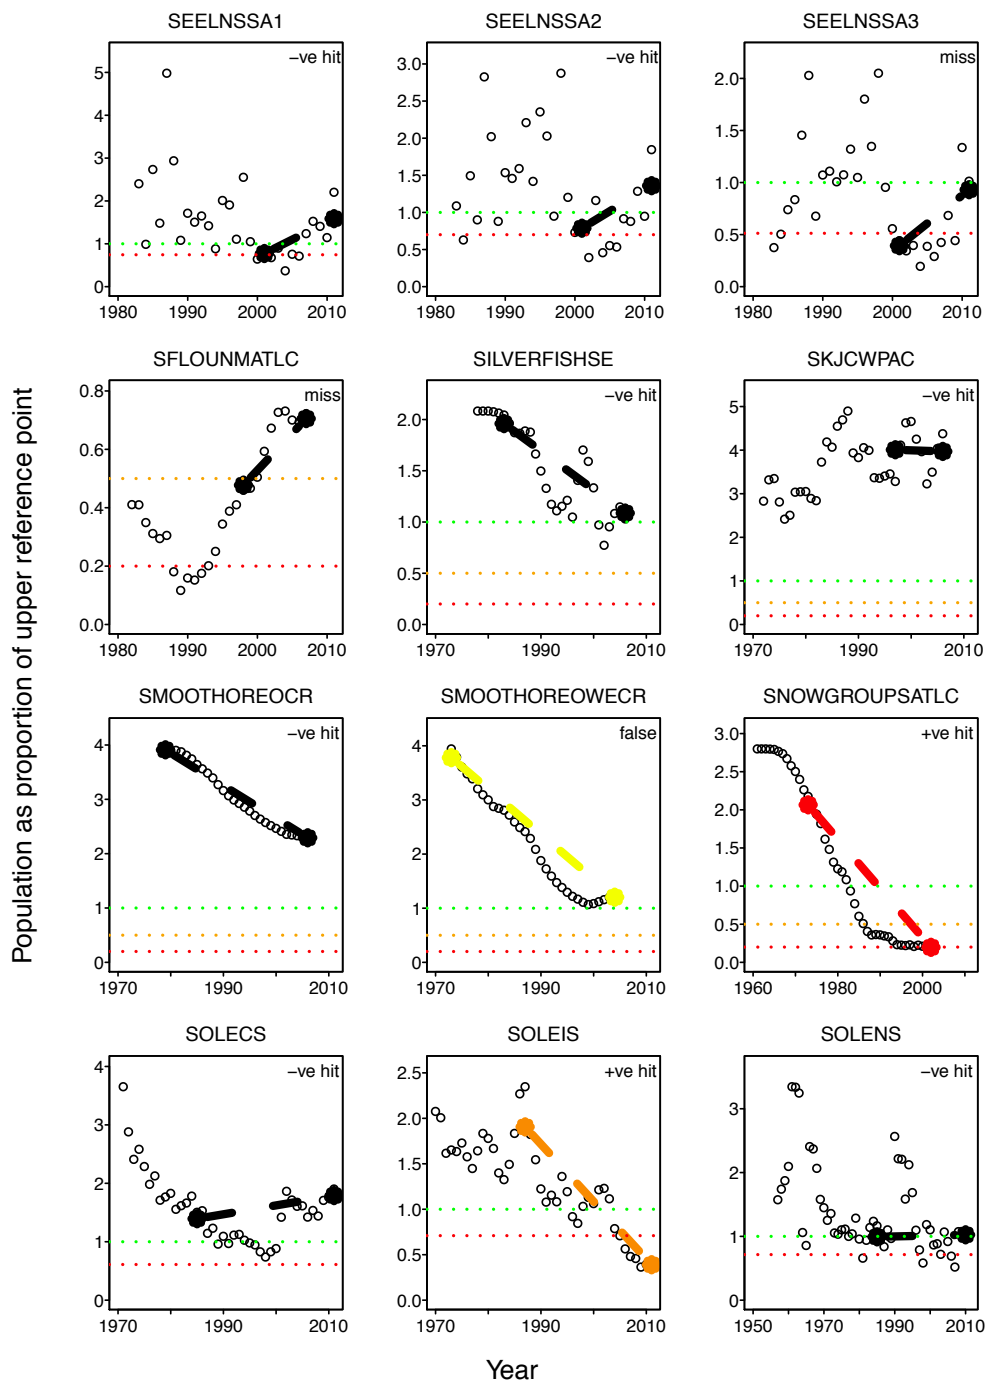 SEELNSSA1
–ve hit
5
4
3
2
1
0
1980 1990 2000 2010
SEELNSSA2
–ve hit
3.0
2.5
2.0
1.5
1.0
0.5
0.0
1980 1990 2000 2010
SEELNSSA3
miss
2.0
1.5
1.0
0.5
0.0
1980 1990 2000 2010
SFLOUNMATLC
miss
0.8
0.6
0.4
0.2
0.0
1980 1990 2000 2010
SILVERFISHSE
–ve hit
2.0
1.5
1.0
0.5
0.0
1970 1990 2010
SKJCWPAC
–ve hit
5
4
3
2
1
0
1970 1990 2010
SMOOTHOREOCR
–ve hit
4
3
2
1
0
1970 1990 2010
SMOOTHOREOWECR
false
4
3
2
1
0
1970 1990 2010
SNOWGROUPSATLC
+ve hit
3.0
2.5
2.0
1.5
1.0
0.5
0.0
1960 1980 2000
SOLECS
–ve hit
4
3
2
1
0
1970 1990 2010
SOLEIS
+ve hit
2.5
2.0
1.5
1.0
0.5
0.0
1970 1990 2010
SOLENS
–ve hit
3
2
1
0
1950 1970 1990 2010
Population as proportion of upper reference point
Year